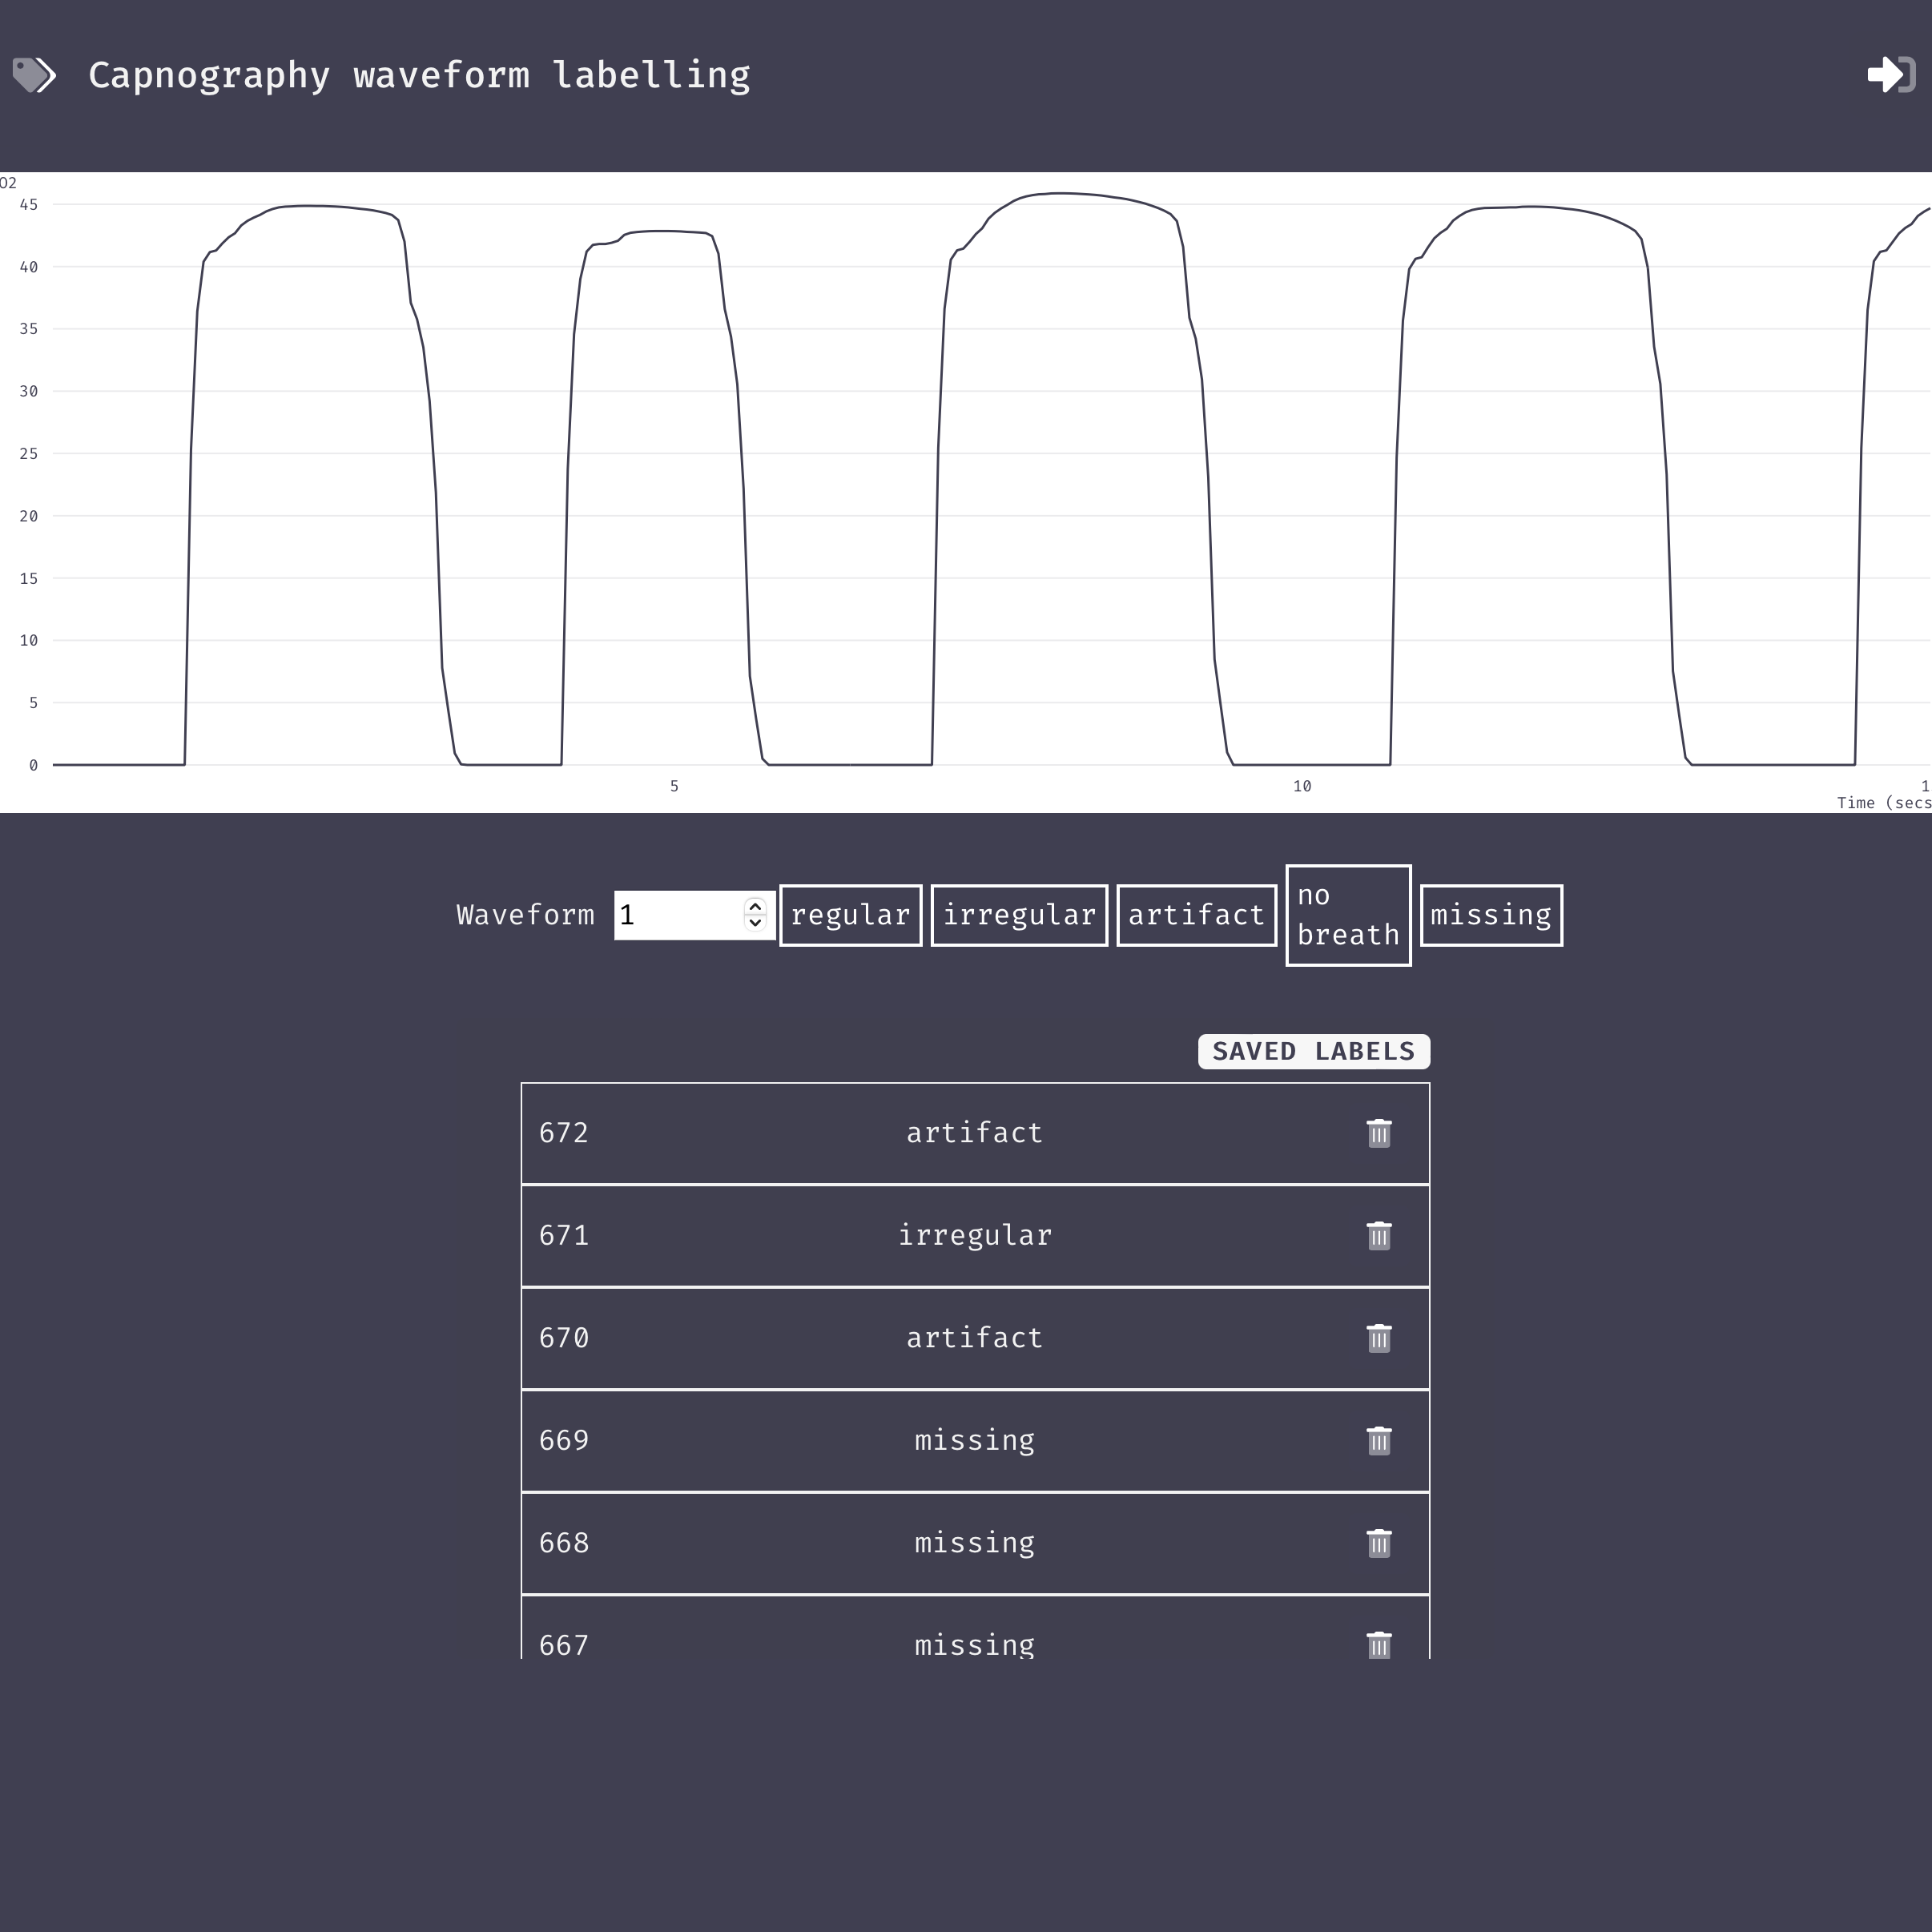 Capnography waveform labelling
O2
45
40
35
30
25
20
15
10
5
0
5 10 1
Time (secs
Waveform 1 regular irregular artifact no breath missing
SAVED LABELS
672 artifact
671 irregular
670 artifact
669 missing
668 missing
667 missing